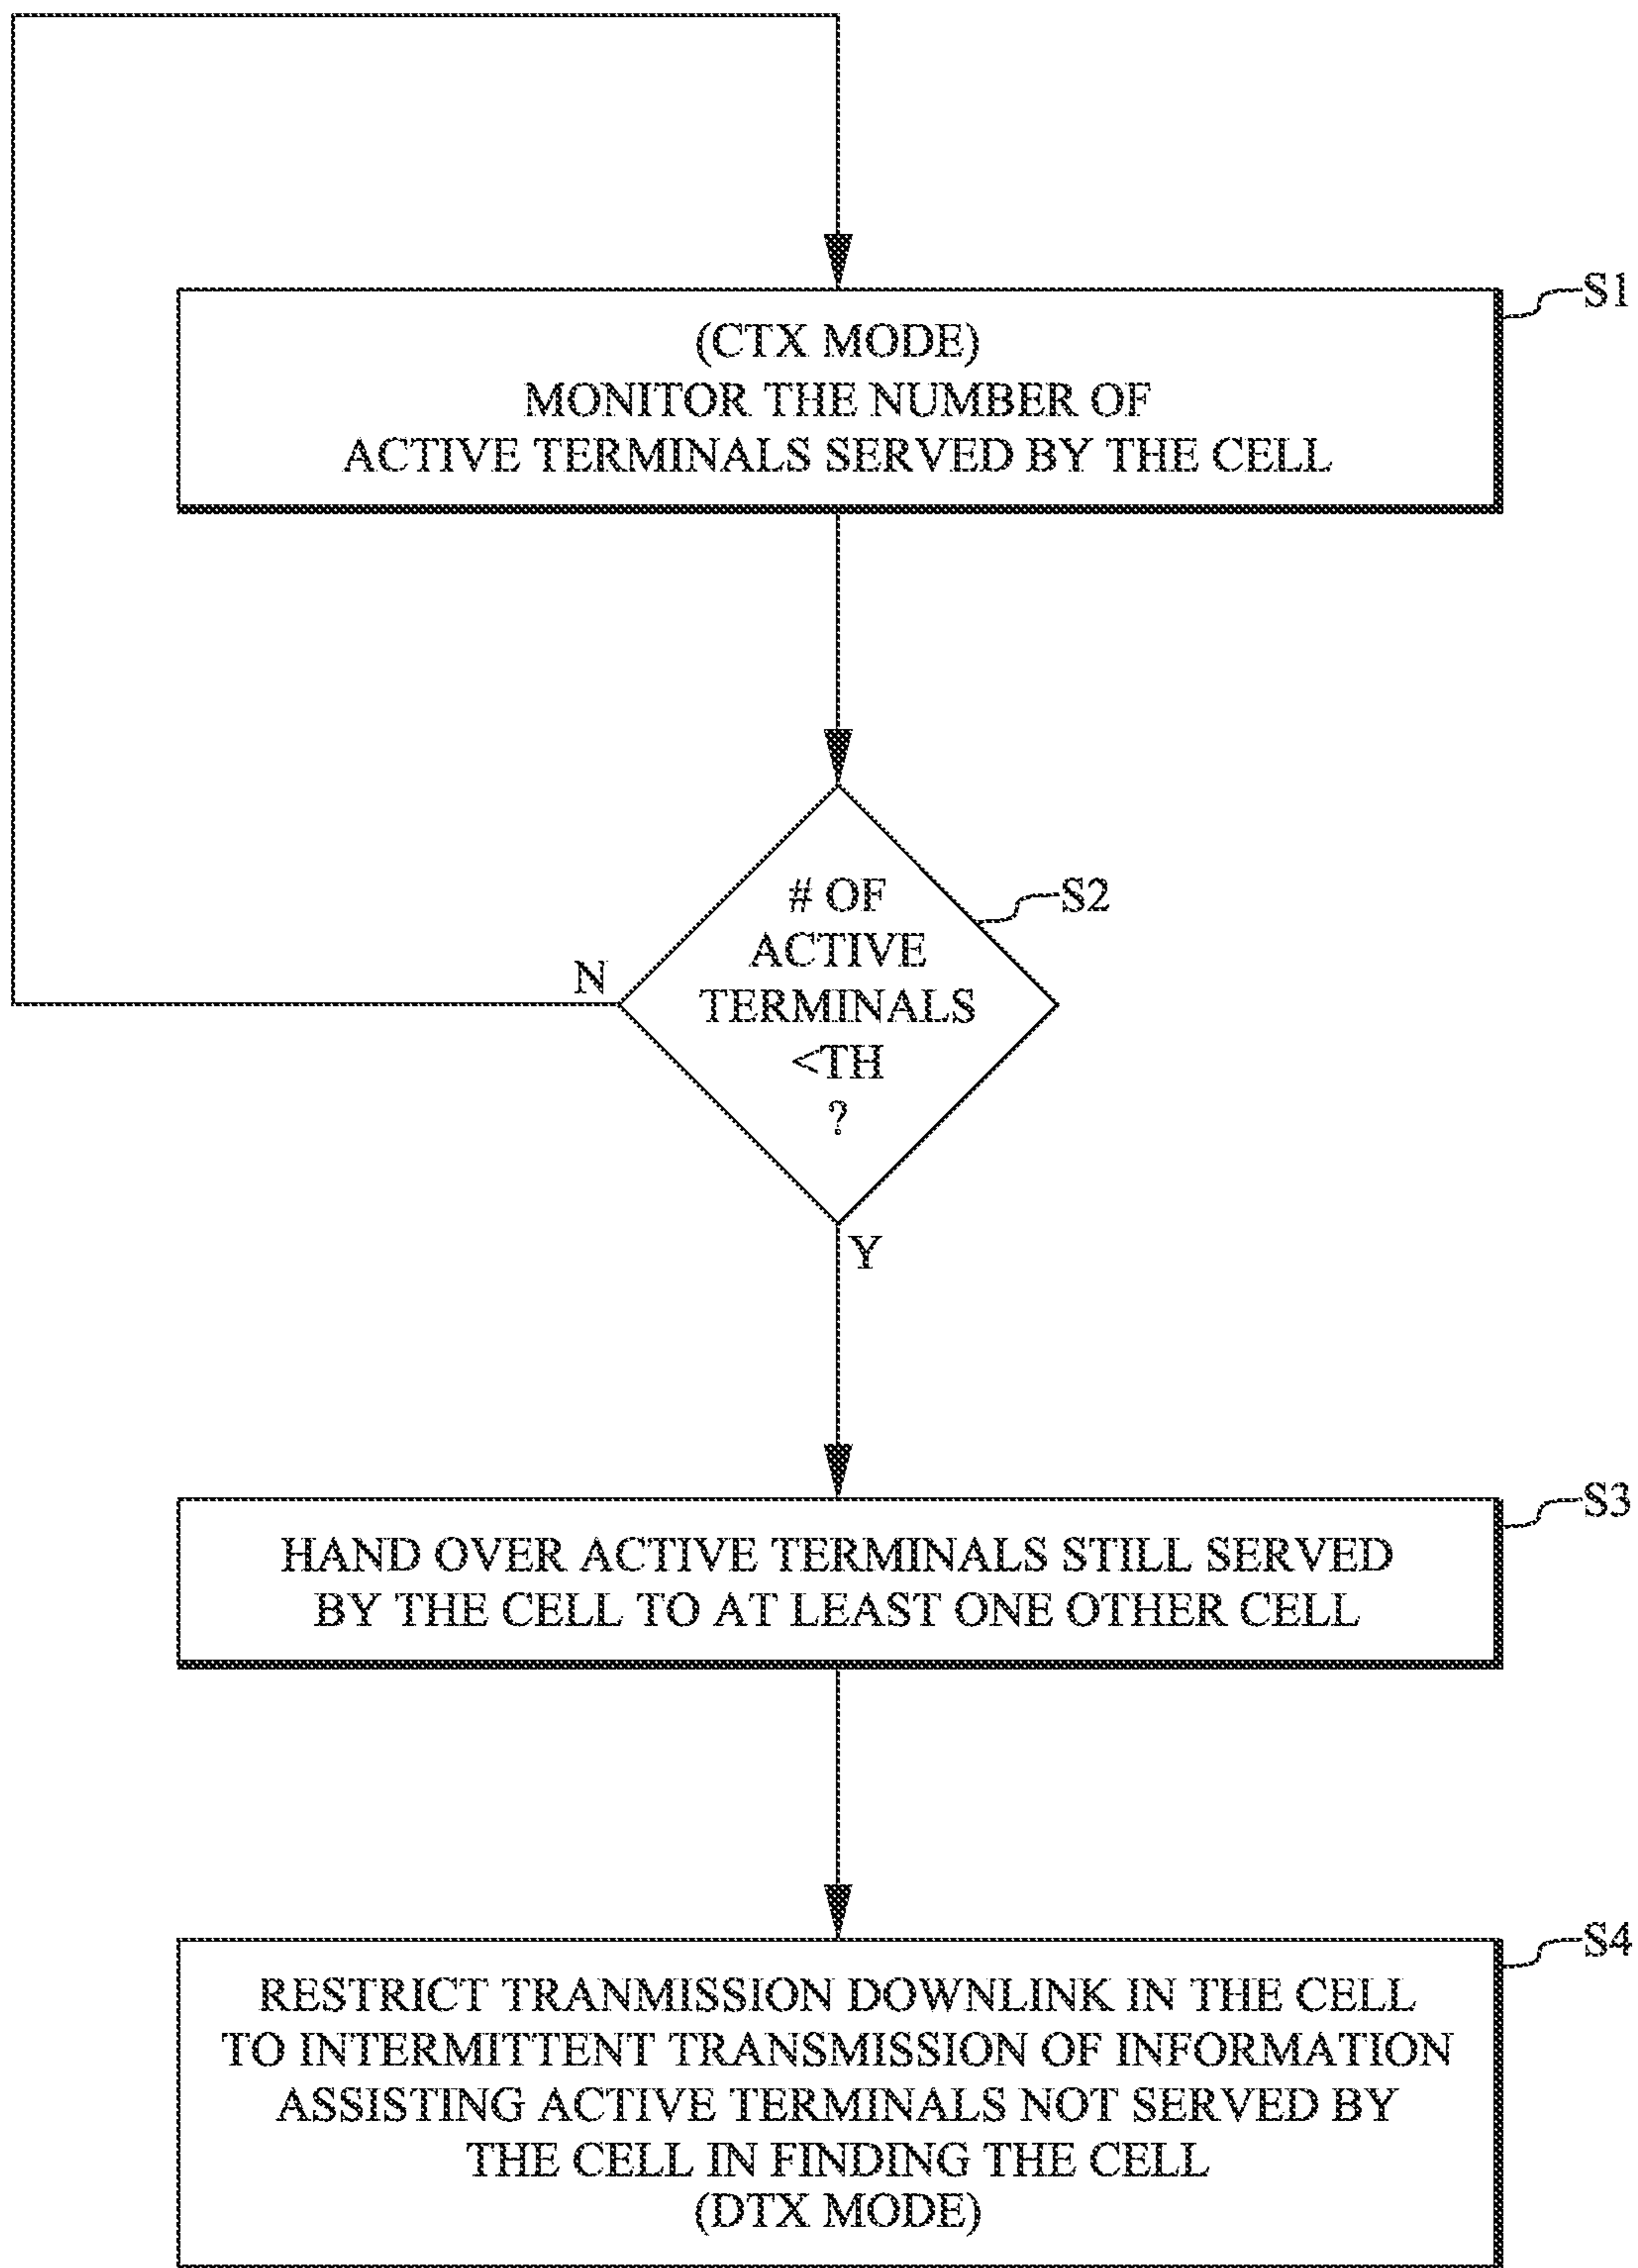 S1
(CTX MODE)
MONITOR THE NUMBER OF
ACTIVE TERMINALS SERVED BY THE CELL
S2
# OF
ACTIVE
TERMINALS
<TH
?
N
Y
S3
HAND OVER ACTIVE TERMINALS STILL SERVED
BY THE CELL TO AT LEAST ONE OTHER CELL
S4
RESTRICT TRANMISSION DOWNLINK IN THE CELL
TO INTERMITTENT TRANSMISSION OF INFORMATION
ASSISTING ACTIVE TERMINALS NOT SERVED BY
THE CELL IN FINDING THE CELL
(DTX MODE)